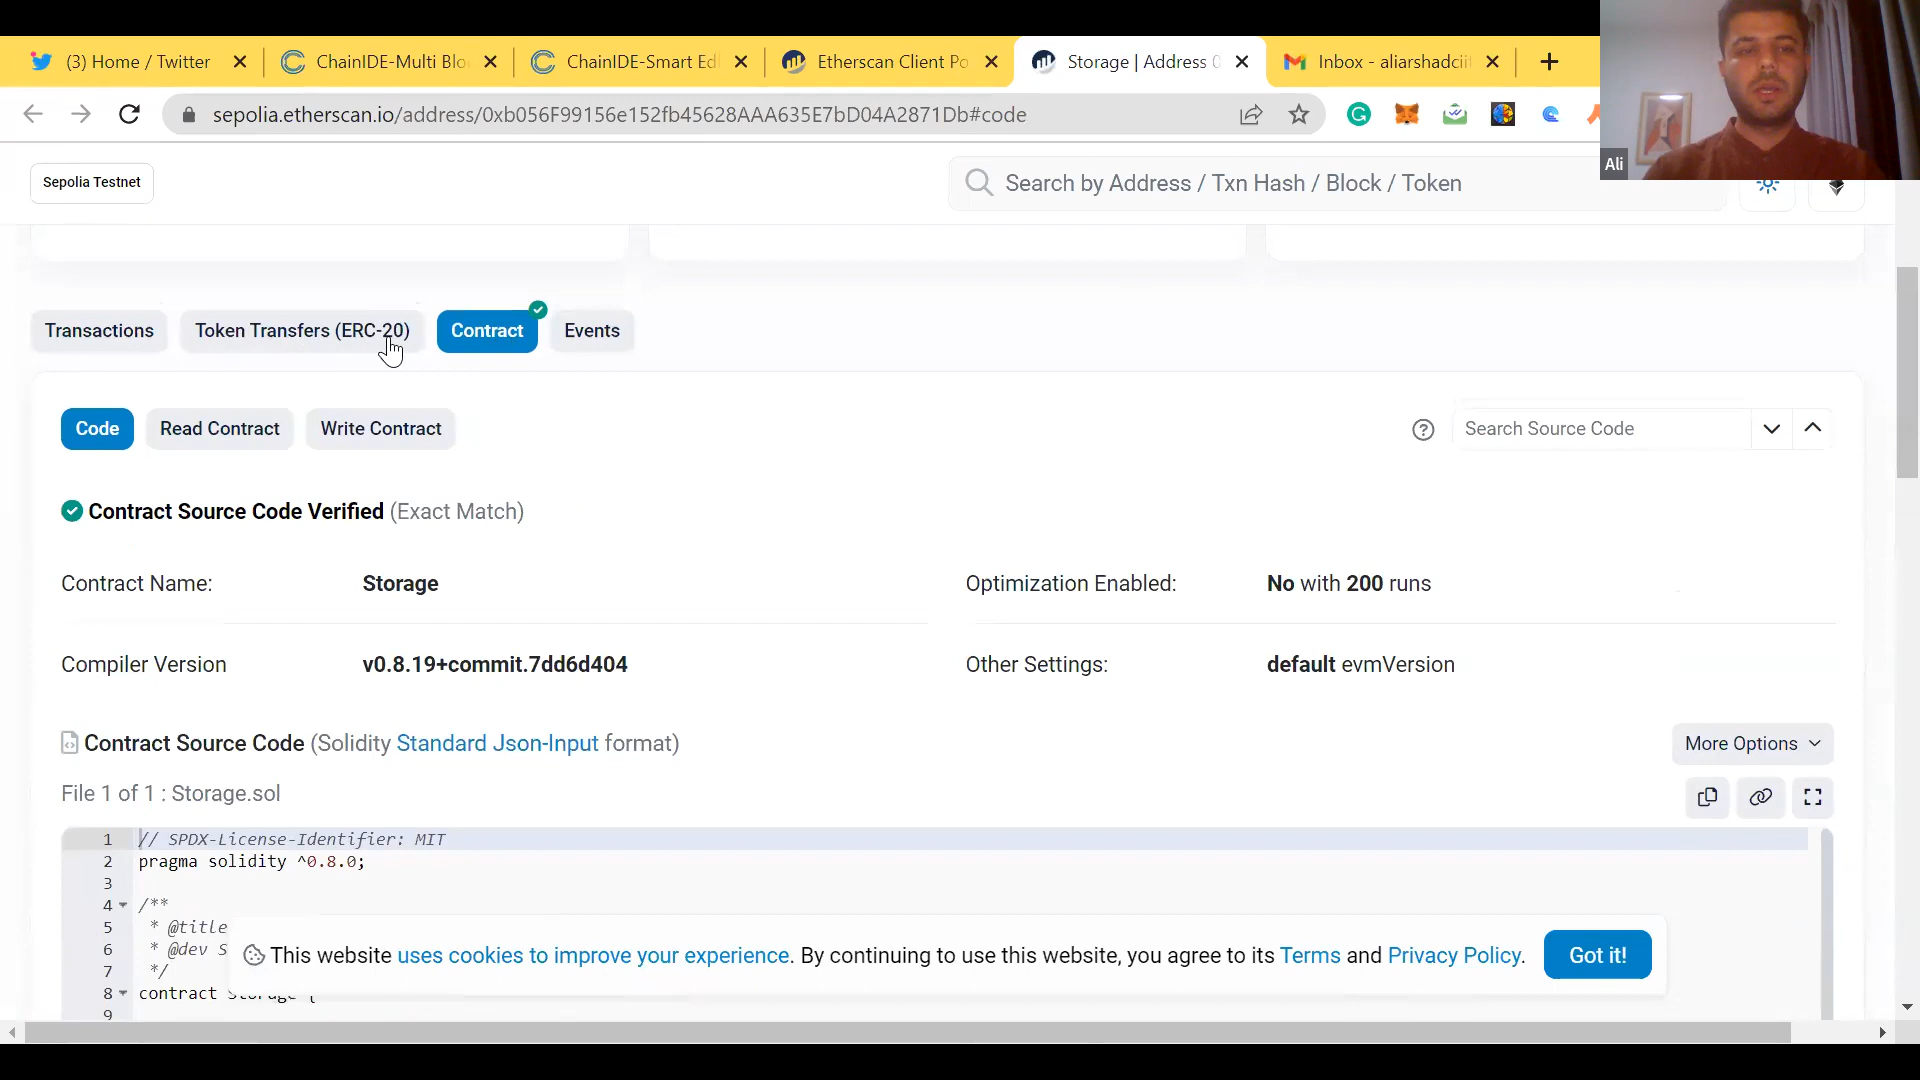 (3) Home / Twitter
ChainIDE-Multi Blo
ChainIDE-Smart Ed
Etherscan Client Po
Storage | Address 0
Inbox - aliarshadciit
sepolia.etherscan.io/address/0xb056F99156e152fb45628AAA635E7bD04A2871Db#code
Ali
Sepolia Testnet
Search by Address / Txn Hash / Block / Token
Transactions
Token Transfers (ERC-20)
Contract
Events
Code
Read Contract
Write Contract
Search Source Code
Contract Source Code Verified (Exact Match)
Contract Name:
Storage
Optimization Enabled:
No with 200 runs
Compiler Version
v0.8.19+commit.7dd6d404
Other Settings:
default evmVersion
Contract Source Code (Solidity Standard Json-Input format)
More Options
File 1 of 1 : Storage.sol
1 // SPDX-License-Identifier: MIT
2 pragma solidity ^0.8.0;
3
4 /**
5 * @title
6 * @dev S
7 */
8 contract Storage {
9
This website uses cookies to improve your experience. By continuing to use this website, you agree to its Terms and Privacy Policy.
Got it!